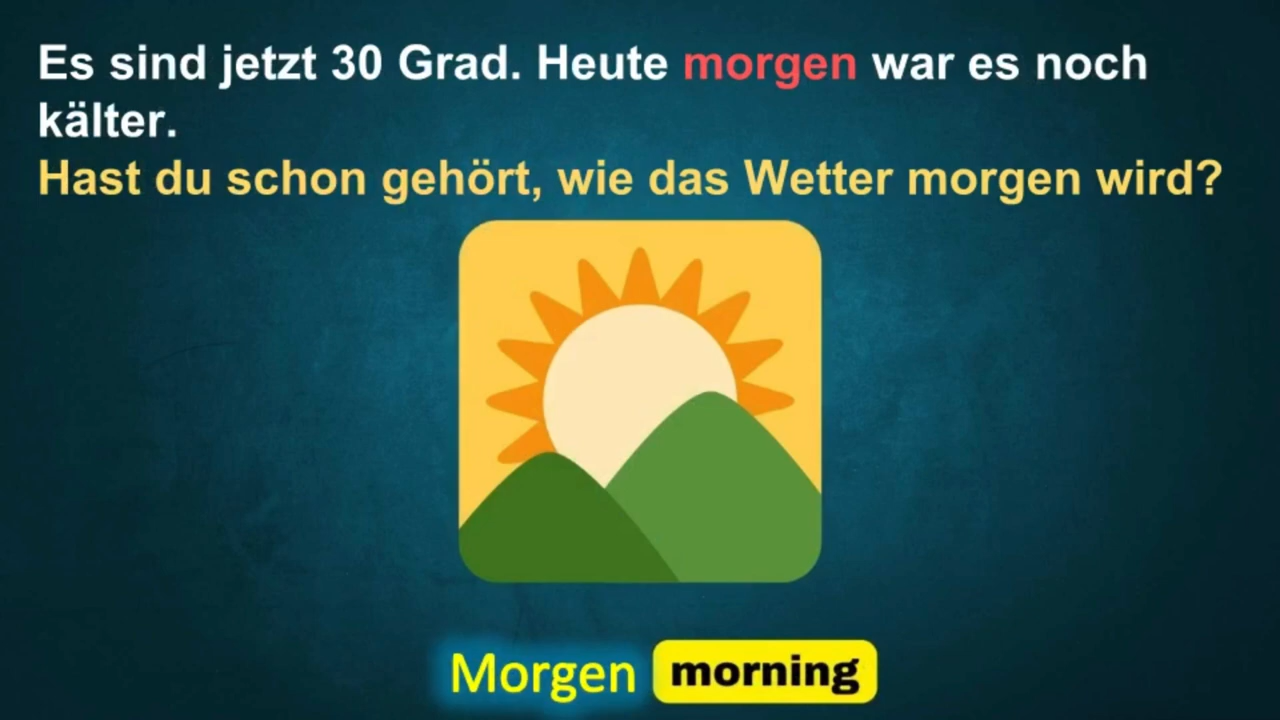 Es sind jetzt 30 Grad. Heute morgen war es noch
kälter.
Hast du schon gehört, wie das Wetter morgen wird?
Morgen morning